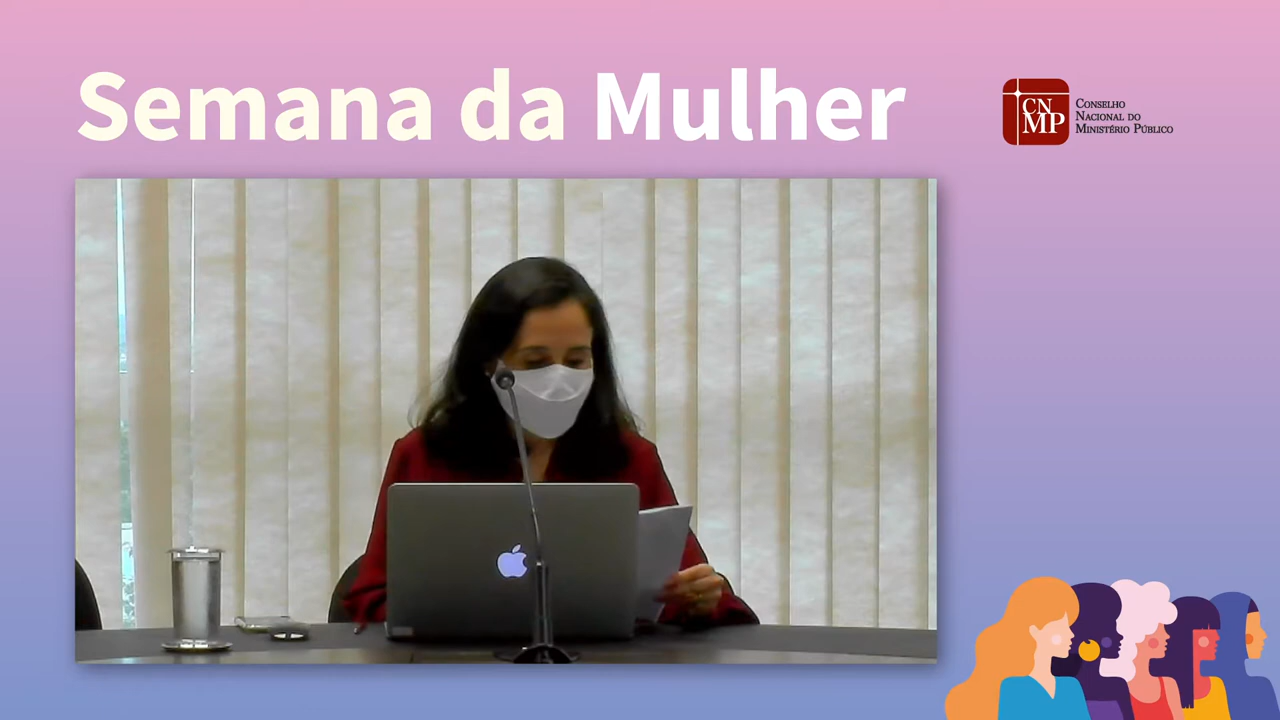 Semana da Mulher
CN
MP
CONSELHO
NACIONAL DO
MINISTÉRIO PÚBLICO